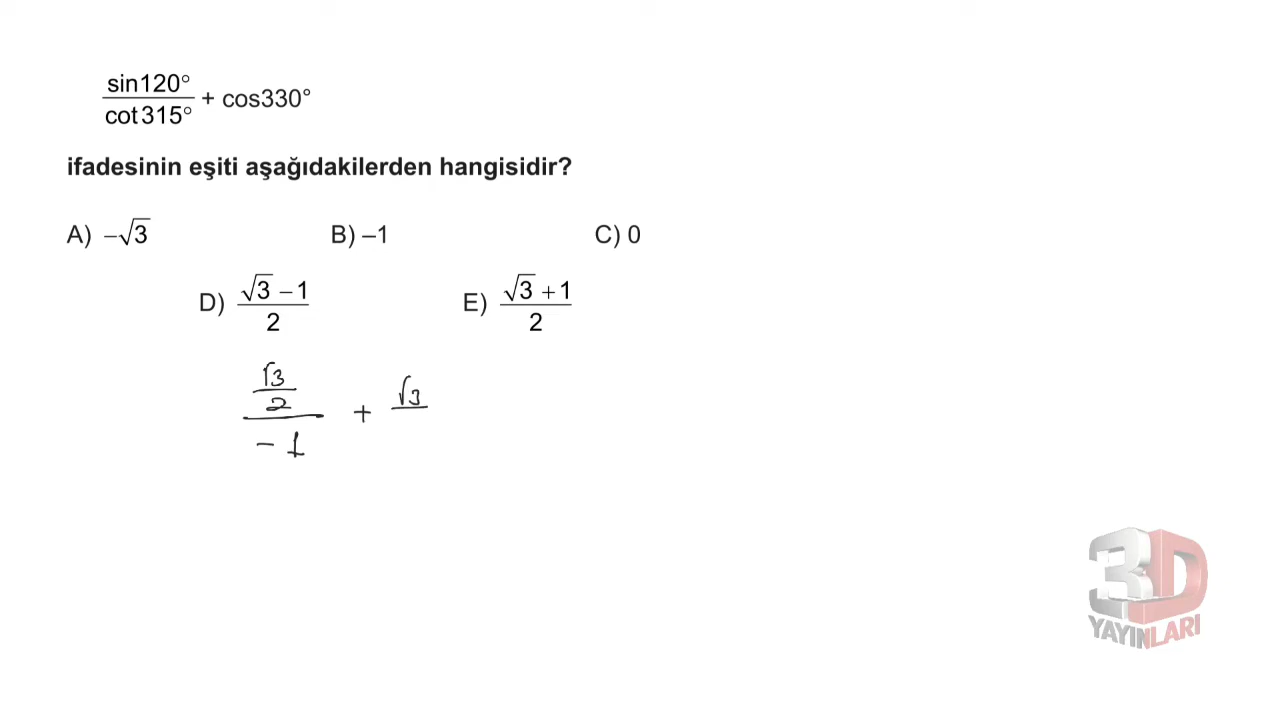 sin120°
cot315° + cos330°
ifadesinin eşiti aşağıdakilerden hangisidir?
A) –√3 B) –1 C) 0
D) √3 – 1 / 2 E) √3 + 1 / 2
√3 / 2 / – 1 + √3
3D
YAYINLARI